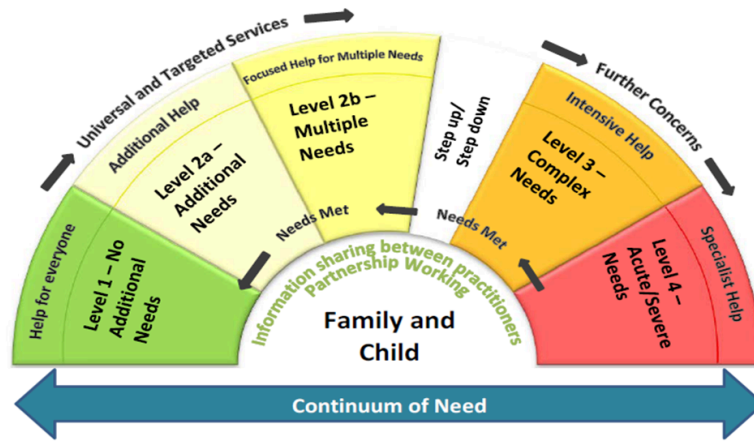 Universal and Targeted Services
Further Concerns
Help for everyone
Level 1 – No
Additional
Needs
Additional Help
Level 2a –
Additional
Needs
Focused Help for Multiple Needs
Level 2b –
Multiple
Needs
Step up/
Step down
Intensive Help
Level 3 –
Complex
Needs
Specialist Help
Level 4 –
Acute/Severe
Needs
Needs Met
Needs Met
Information sharing between practitioners
Partnership Working
Family and
Child
Continuum of Need